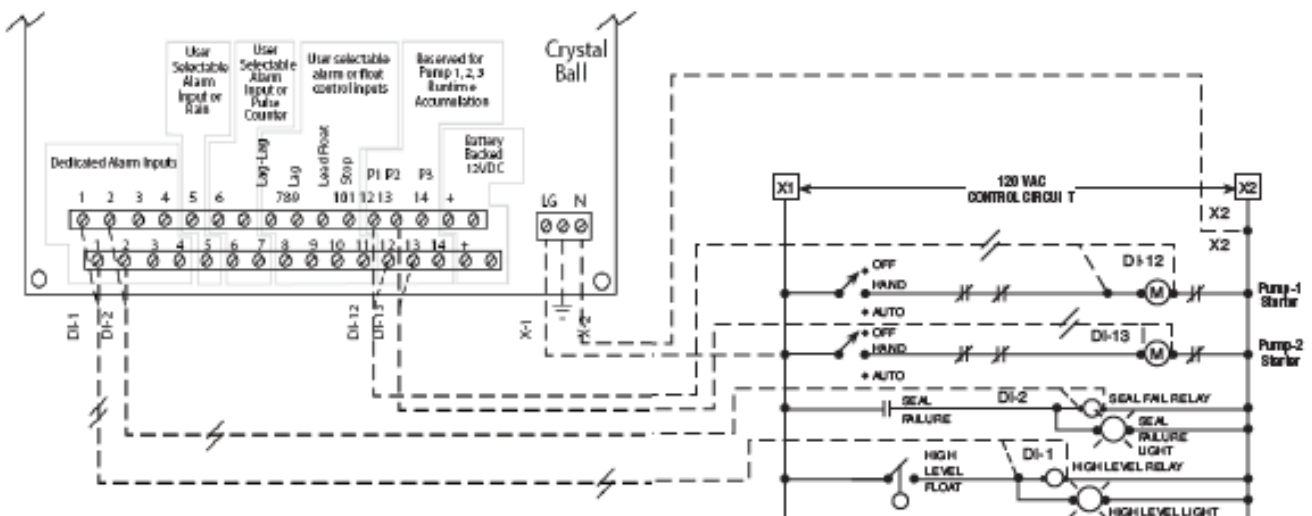 Crystal
Ball
User
Selectable
Alarm
Input or
Rain
User
Selectable
Alarm
Input or
Pulse
Counter
User selectable
alarm or float
control inputs
Reserved for
Pump 1, 2, 3
Runtime
Accumulation
Battery
Backed
12VDC
Dedicated Alarm Inputs
Lag-Lag
Lag
Lead Float
Stop
P1 P2
P3
1 2 3 4 5 6 789 101 12 13 14 +
1 2 3 4 5 6 7 8 9 10 11 12 13 14 +
LG N
DI-1
DI-2
DI-12
DI-13
X-1
X-2
X1
120 VAC
CONTROL CIRCUI T
X2
X2
X2
OFF
HAND
AUTO
DI-12
M
Pump-1
Starter
OFF
HAND
AUTO
DI-13
M
Pump-2
Starter
SEAL
FAILURE
DI-2
SEAL FAIL RELAY
SEAL
FAILURE
LIGHT
HIGH
LEVEL
FLOAT
DI-1
HIGH LEVEL RELAY
HIGH LEVEL LIGHT